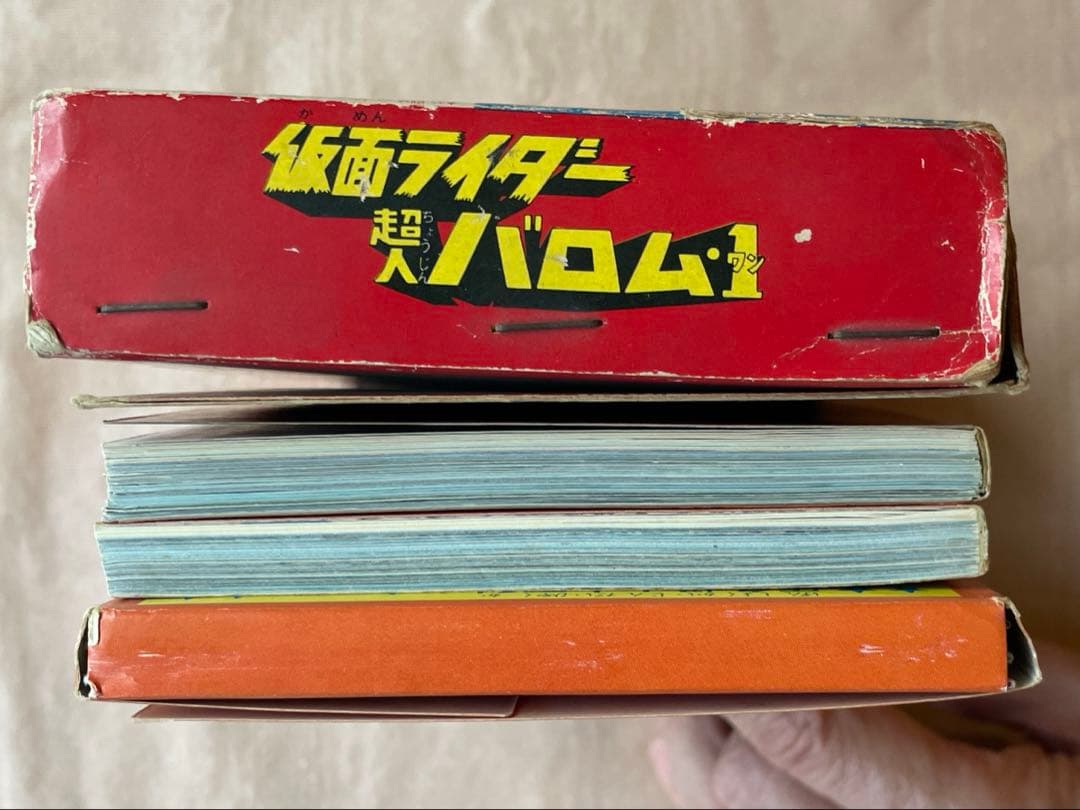 かめん
仮面ライダー
超人バロム・1
ちょうじん
ワン